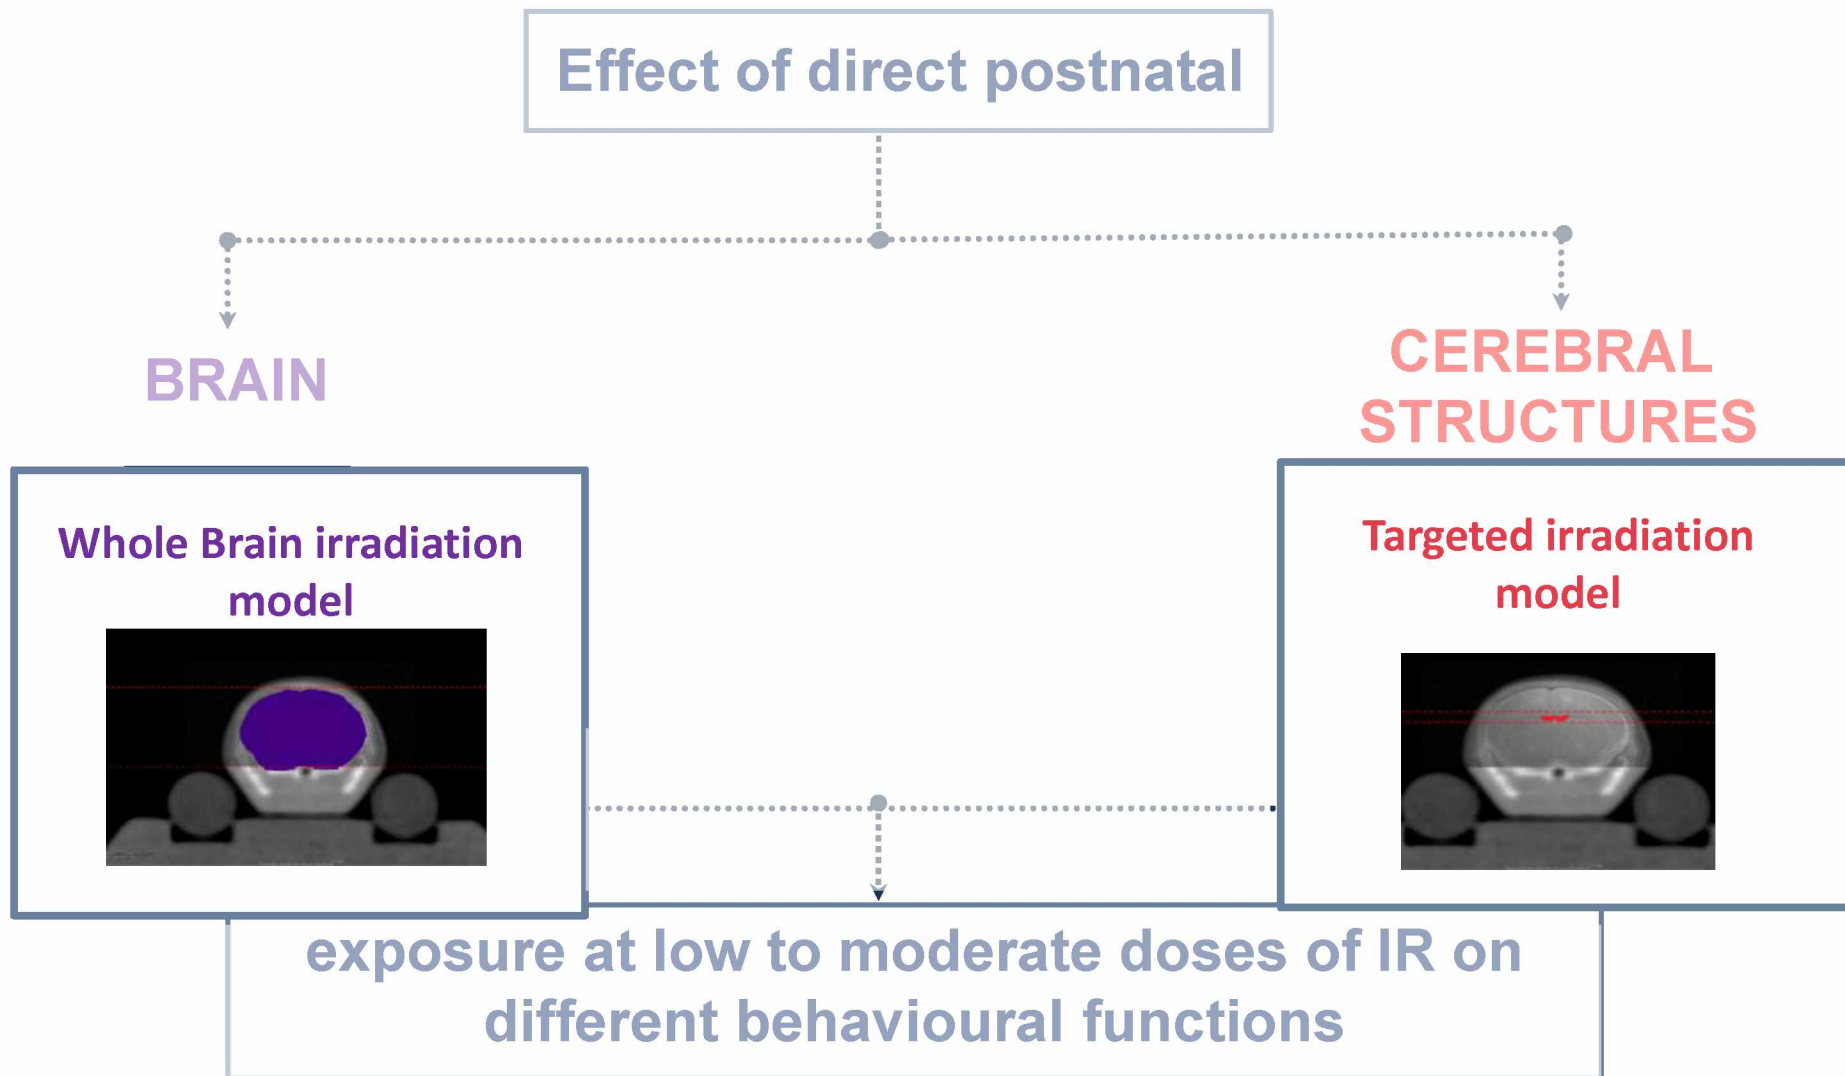 Effect of direct postnatal
BRAIN
CEREBRAL
STRUCTURES
Whole Brain irradiation
model
Targeted irradiation
model
exposure at low to moderate doses of IR on
different behavioural functions